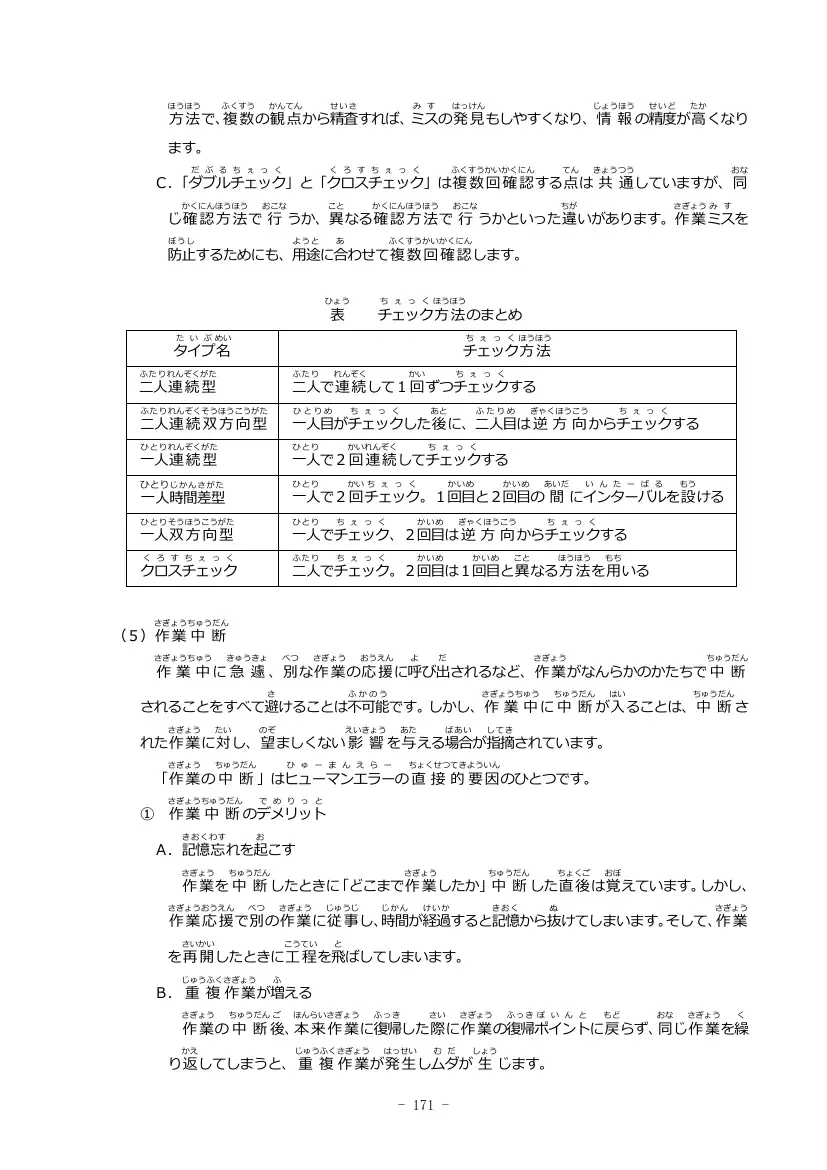 方法で、複数の観点から精査すれば、ミスの発見もしやすくなり、情報の精度が高くなり
ます。
C．「ダブルチェック」と「クロスチェック」は複数回確認する点は共通していますが、同
じ確認方法で行うか、異なる確認方法で行うかといった違いがあります。作業ミスを
防止するためにも、用途に合わせて複数回確認します。
表　　チェック方法のまとめ
タイプ名　チェック方法
二人連続型　二人で連続して１回ずつチェックする
二人連続双方向型　一人目がチェックした後に、二人目は逆方向からチェックする
一人連続型　一人で２回連続してチェックする
一人時間差型　一人で２回チェック。１回目と２回目の間にインターバルを設ける
一人双方向型　一人でチェック、２回目は逆方向からチェックする
クロスチェック　二人でチェック。２回目は１回目と異なる方法を用いる
（５）作業中断
作業中に急遽、別な作業の応援に呼び出されるなど、作業がなんらかのかたちで中断
されることをすべて避けることは不可能です。しかし、作業中に中断が入ることは、中断さ
れた作業に対し、望ましくない影響を与える場合が指摘されています。
「作業の中断」はヒューマンエラーの直接的要因のひとつです。
①　作業中断のデメリット
A．記憶忘れを起こす
作業を中断したときに「どこまで作業したか」中断した直後は覚えています。しかし、
作業応援で別の作業に従事し、時間が経過すると記憶から抜けてしまいます。そして、作業
を再開したときに工程を飛ばしてしまいます。
B．重複作業が増える
作業の中断後、本来作業に復帰した際に作業の復帰ポイントに戻らず、同じ作業を繰
り返してしまうと、重複作業が発生しムダが生じます。
- 171 -